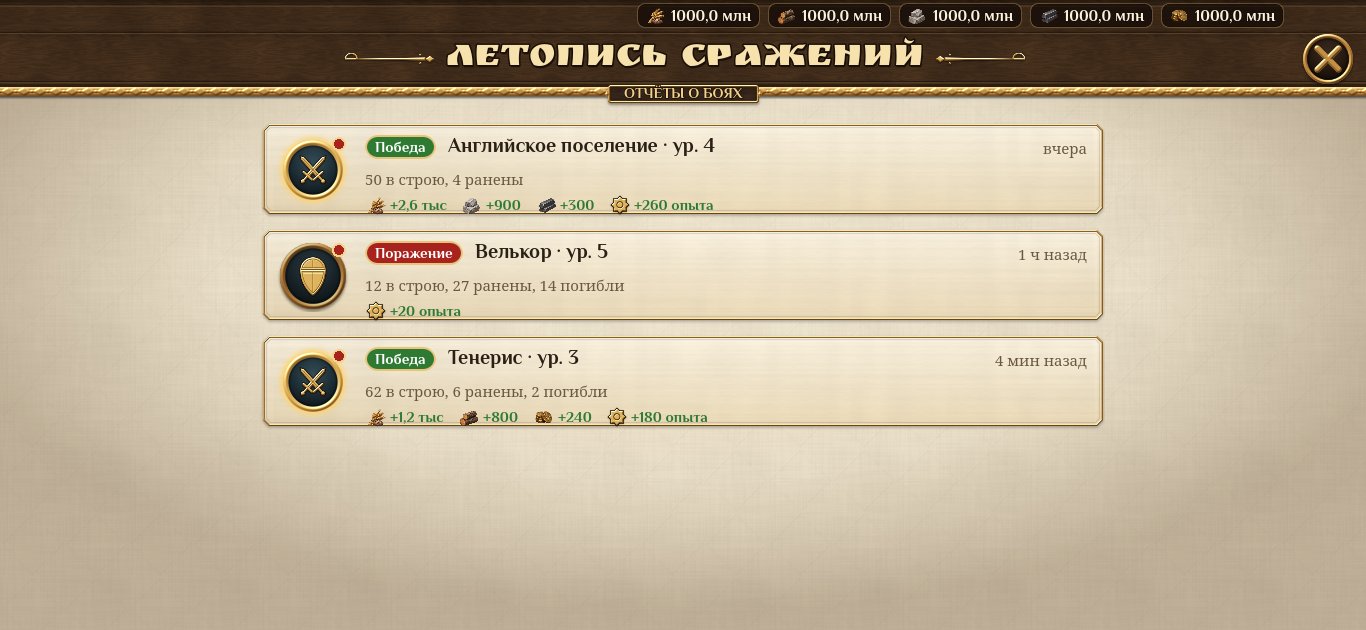 1000,0 млн 1000,0 млн 1000,0 млн 1000,0 млн 1000,0 млн
ЛЕТОПИСЬ СРАЖЕНИЙ
ОТЧЁТЫ О БОЯХ
Победа Английское поселение · ур. 4 вчера
50 в строю, 4 ранены
+2,6 тыс +900 +300 +260 опыта
Поражение Велькор · ур. 5 1 ч назад
12 в строю, 27 ранены, 14 погибли
+20 опыта
Победа Тенерис · ур. 3 4 мин назад
62 в строю, 6 ранены, 2 погибли
+1,2 тыс +800 +240 +180 опыта